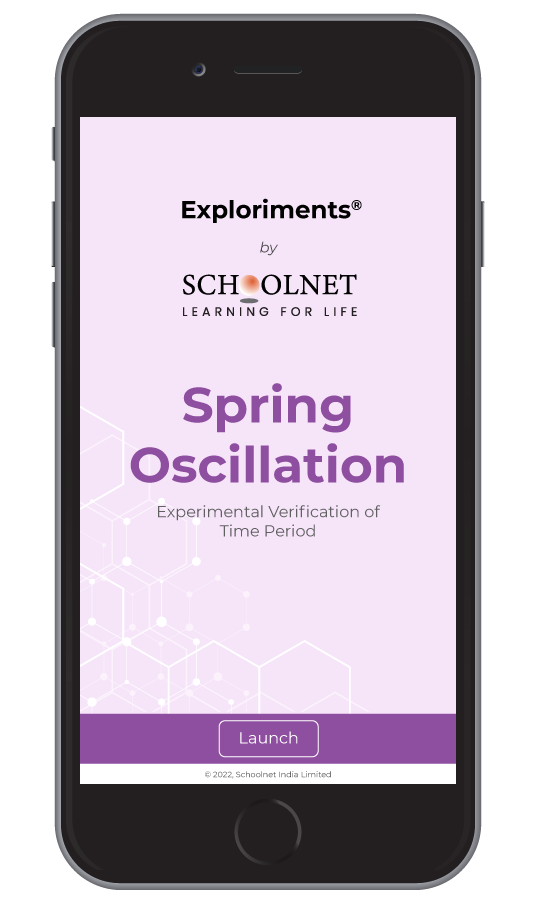 Exploriments®
by
SCHOOLNET
LEARNING FOR LIFE
Spring
Oscillation
Experimental Verification of
Time Period
Launch
© 2022, Schoolnet India Limited